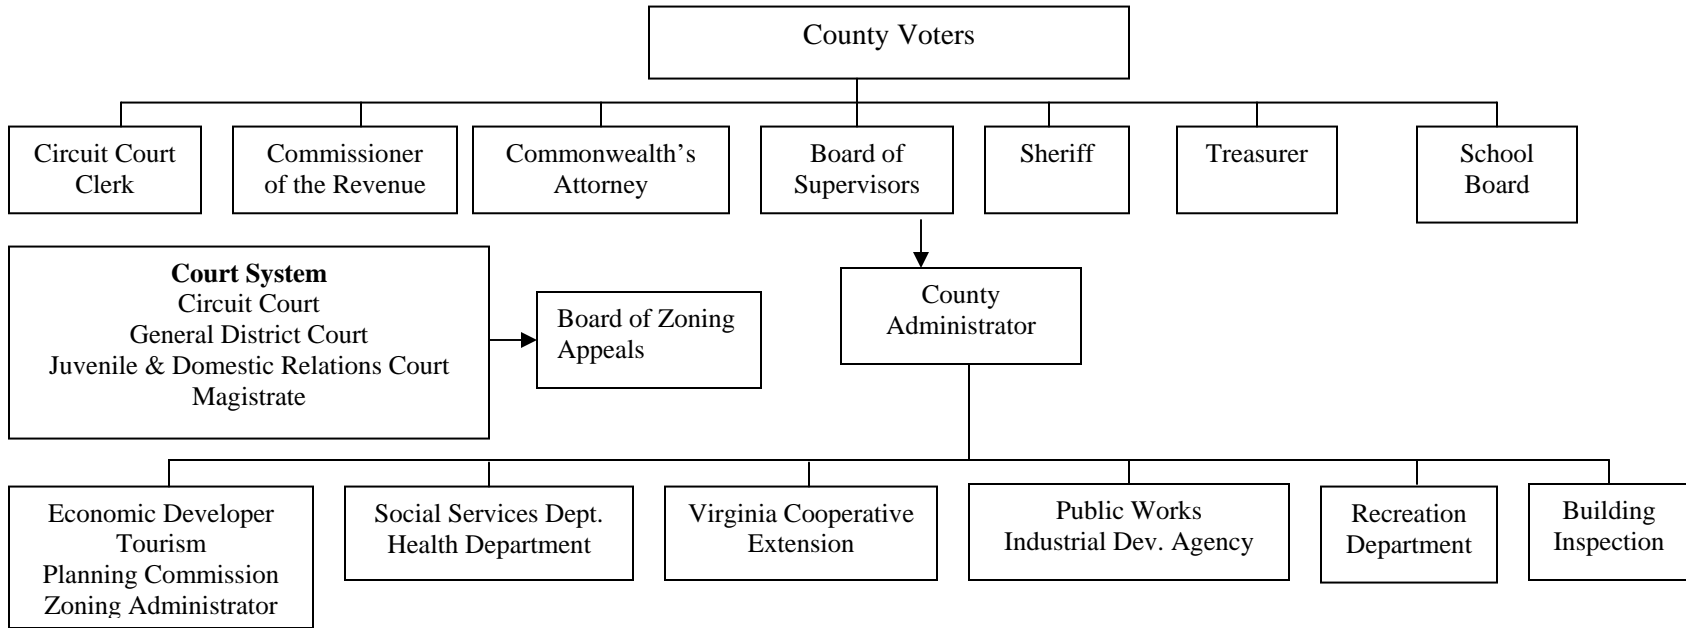 County Voters
Circuit Court
Clerk
Commissioner
of the Revenue
Commonwealth’s
Attorney
Board of
Supervisors
Sheriff
Treasurer
School
Board
Court System
Circuit Court
General District Court
Juvenile & Domestic Relations Court
Magistrate
Board of Zoning
Appeals
County
Administrator
Economic Developer
Tourism
Planning Commission
Zoning Administrator
Social Services Dept.
Health Department
Virginia Cooperative
Extension
Public Works
Industrial Dev. Agency
Recreation
Department
Building
Inspection